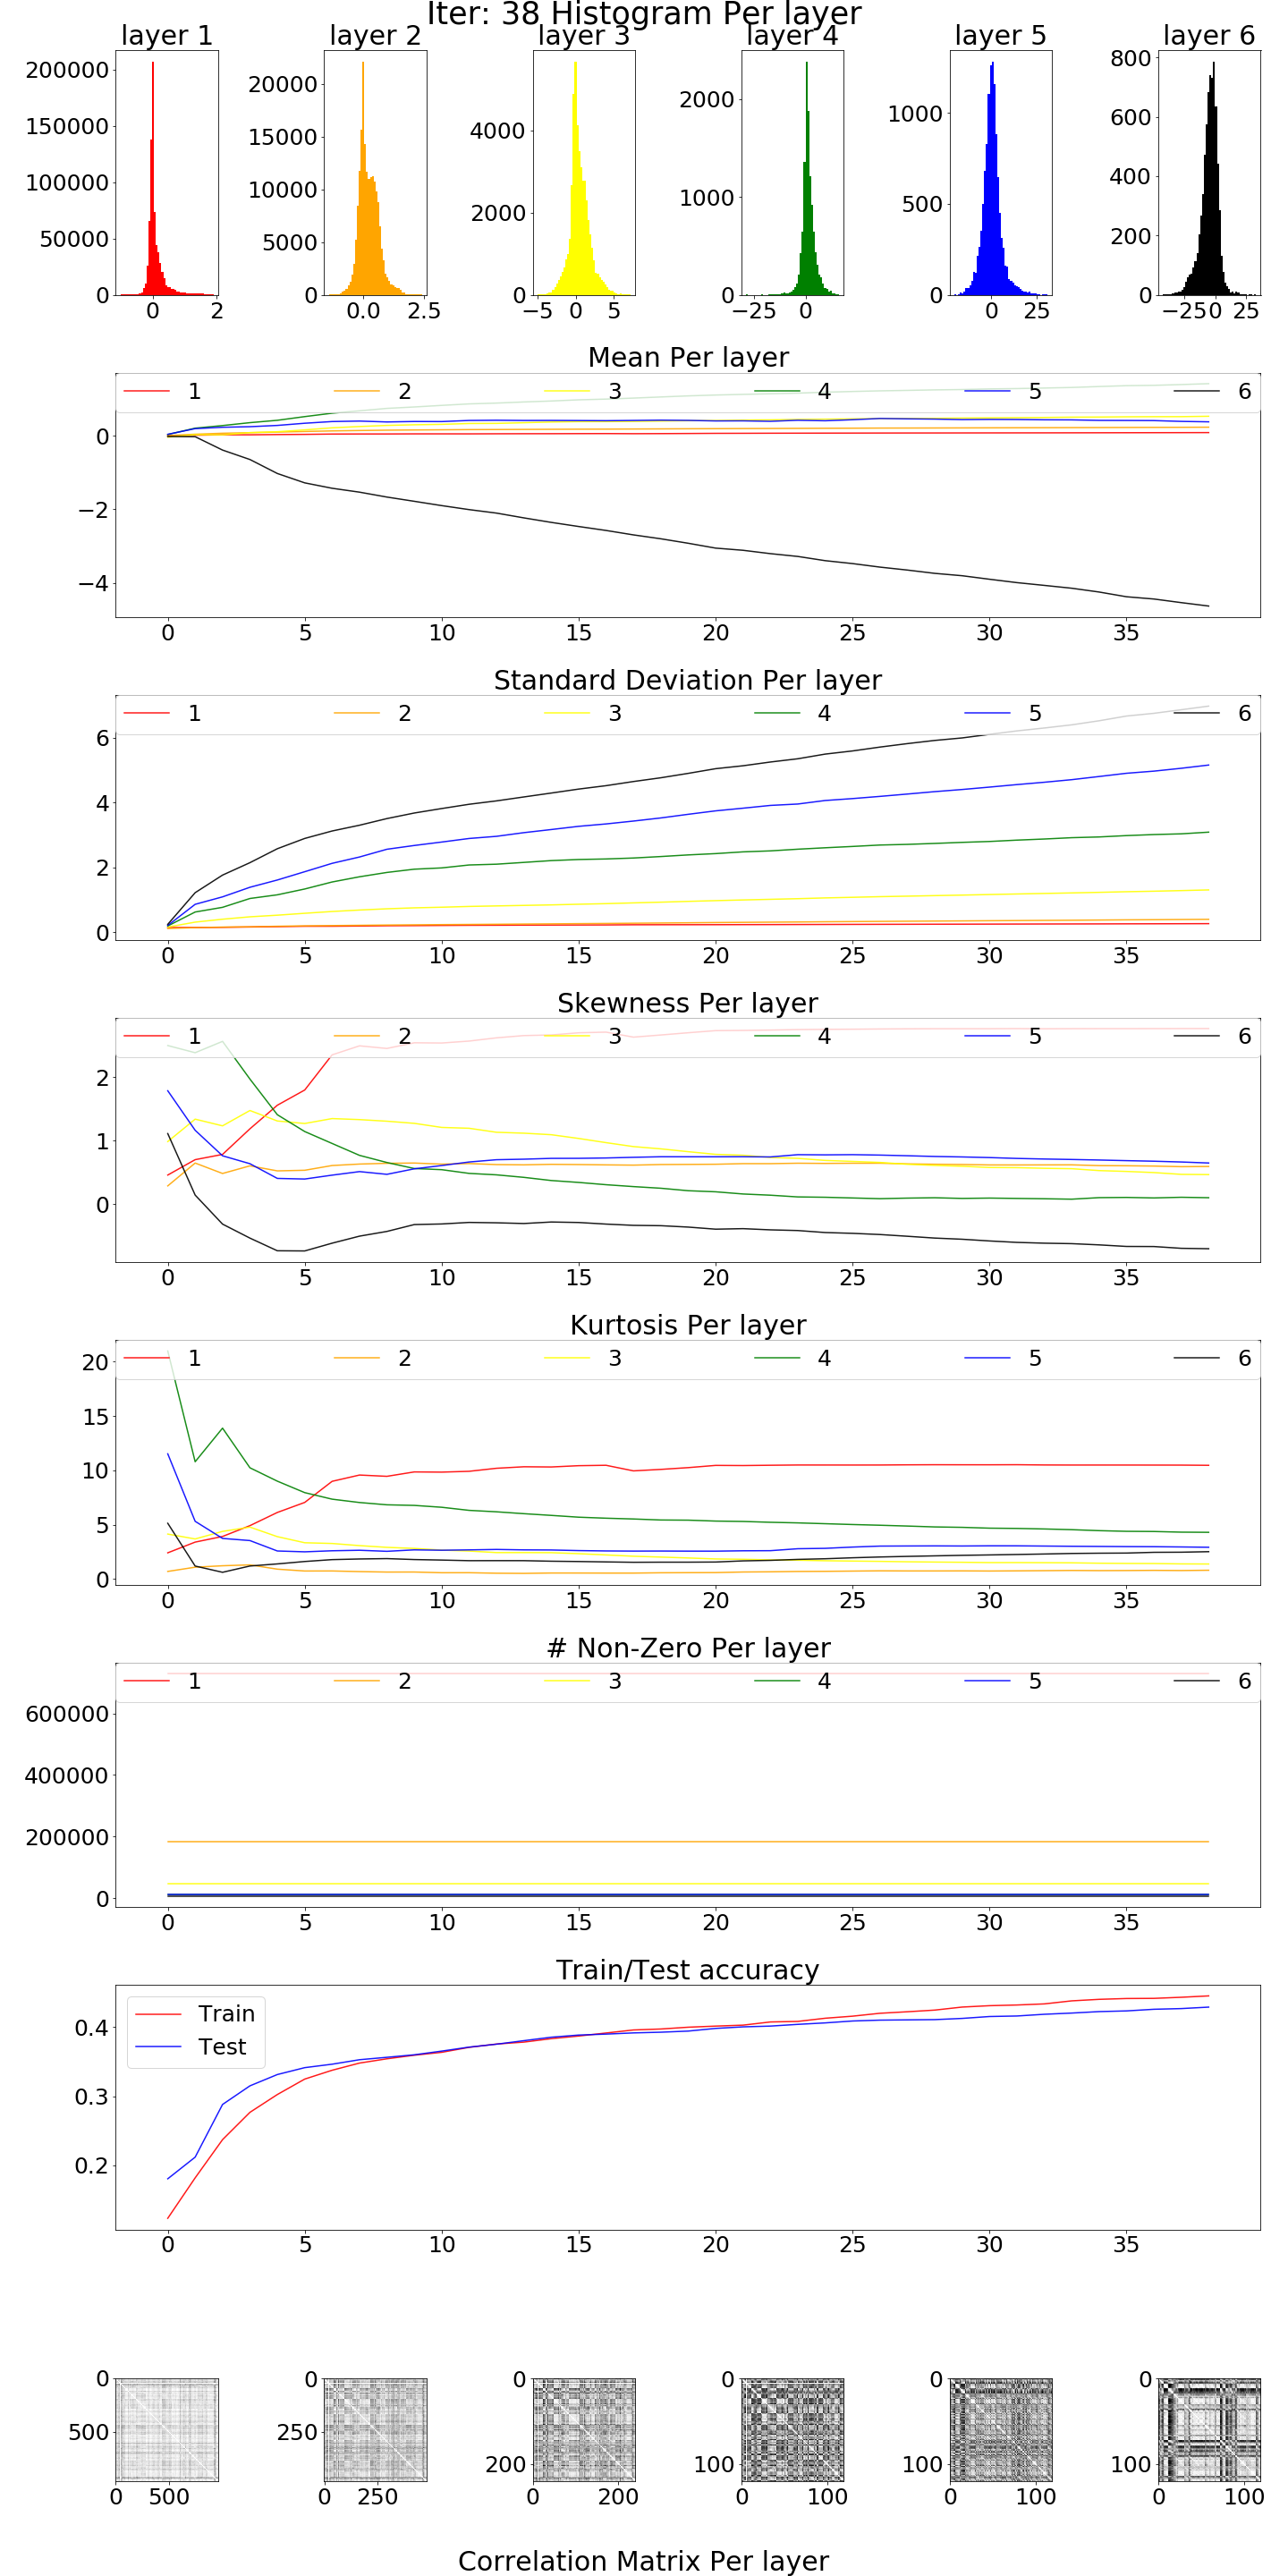 Iter: 38 Histogram Per layer
layer 1 layer 2 layer 3 layer 4 layer 5 layer 6
200000 150000 100000 50000 0
0 2
20000 15000 10000 5000 0
0.0 2.5
4000 2000 0
−5 0 5
2000 1000 0
−25 0
1000 500 0
0 25
800 600 400 200 0
−25 0 25
Mean Per layer
1 2 3 4 5 6
0
−2
−4
0 5 10 15 20 25 30 35
Standard Deviation Per layer
1 2 3 4 5 6
6
4
2
0
0 5 10 15 20 25 30 35
Skewness Per layer
1 2 3 4 5 6
2
1
0
0 5 10 15 20 25 30 35
Kurtosis Per layer
1 2 3 4 5 6
20
15
10
5
0
0 5 10 15 20 25 30 35
# Non-Zero Per layer
1 2 3 4 5 6
600000
400000
200000
0
0 5 10 15 20 25 30 35
Train/Test accuracy
Train
Test
0.4
0.3
0.2
0 5 10 15 20 25 30 35
0 500
0 500
0 250
0 250
0 200
0 200
0 100
0 100
0 100
0 100
0 100
0 100
Correlation Matrix Per layer